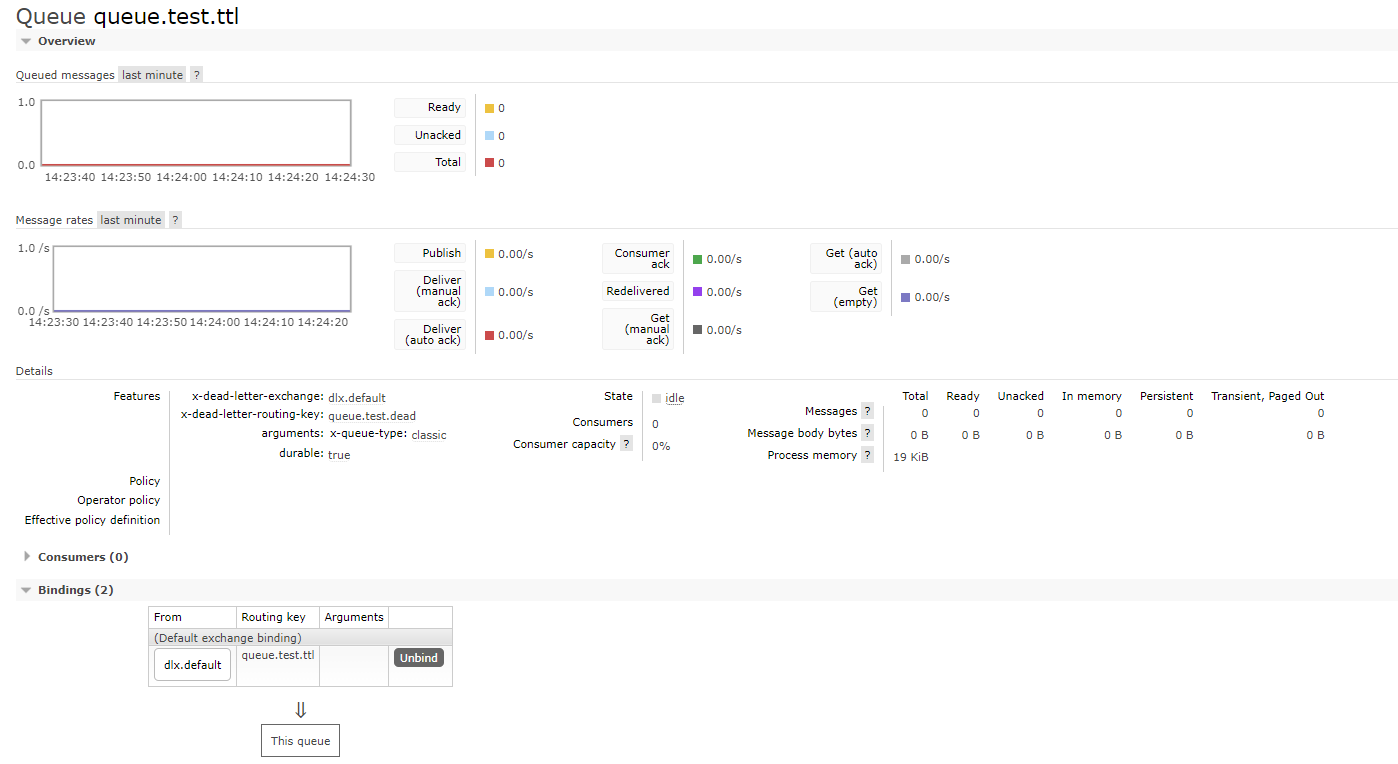 Queue queue.test.ttl
Overview
Queued messages last minute ?
1.0
0.0
14:23:40 14:23:50 14:24:00 14:24:10 14:24:20 14:24:30
Ready 0
Unacked 0
Total 0
Message rates last minute ?
1.0 /s
0.0 /s
14:23:30 14:23:40 14:23:50 14:24:00 14:24:10 14:24:20
Publish 0.00/s
Deliver
(manual
ack)
0.00/s
Deliver
(auto ack)
0.00/s
Consumer
ack
0.00/s
Redelivered 0.00/s
Get
(manual
ack)
0.00/s
Get (auto
ack)
0.00/s
Get
(empty)
0.00/s
Details
Features
x-dead-letter-exchange: dlx.default
x-dead-letter-routing-key: queue.test.dead
arguments: x-queue-type: classic
durable: true
Policy
Operator policy
Effective policy definition
State idle
Consumers 0
Consumer capacity ? 0%
Total Ready Unacked In memory Persistent Transient, Paged Out
Messages ? 0 0 0 0 0 0
Message body bytes ? 0 B 0 B 0 B 0 B 0 B 0 B
Process memory ? 19 KiB
Consumers (0)
Bindings (2)
From Routing key Arguments
(Default exchange binding)
dlx.default queue.test.ttl Unbind
⇓
This queue